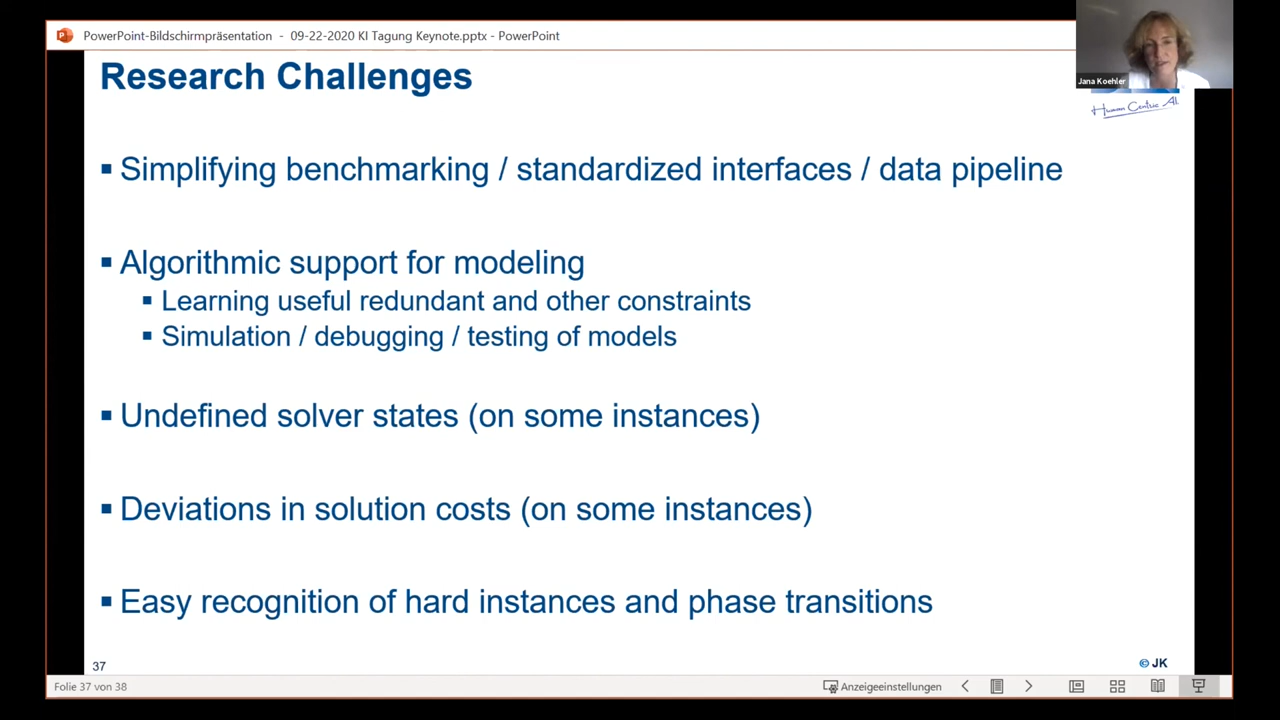 PowerPoint-Bildschirmpräsentation - 09-22-2020 KI Tagung Keynote.pptx - PowerPoint
Jana Koehler
Research Challenges
Human Centric AI
▪ Simplifying benchmarking / standardized interfaces / data pipeline
▪ Algorithmic support for modeling
▪ Learning useful redundant and other constraints
▪ Simulation / debugging / testing of models
▪ Undefined solver states (on some instances)
▪ Deviations in solution costs (on some instances)
▪ Easy recognition of hard instances and phase transitions
37
© JK
Folie 37 von 38
Anzeigeeinstellungen